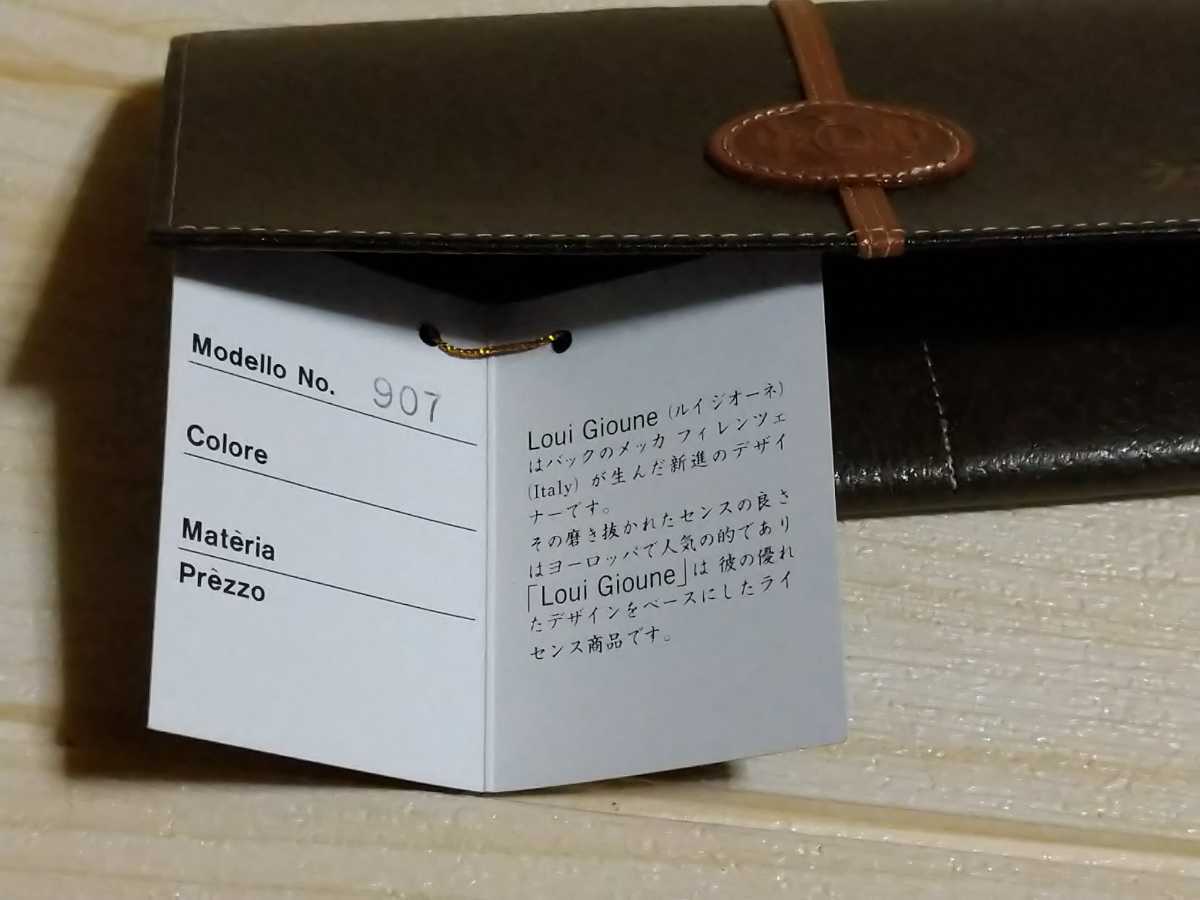 Modello No. 907
Colore
Matèria
Prèzzo
Loui Gioune (ルイジオーネ)
はバックのメッカ フィレンツェ
(Italy) が生んだ新進のデザイ
ナーです。
その磨き抜かれたセンスの良さ
はヨーロッパで人気の的であり
「Loui Gioune」は 彼の優れ
たデザインをベースにしたライ
センス商品です。